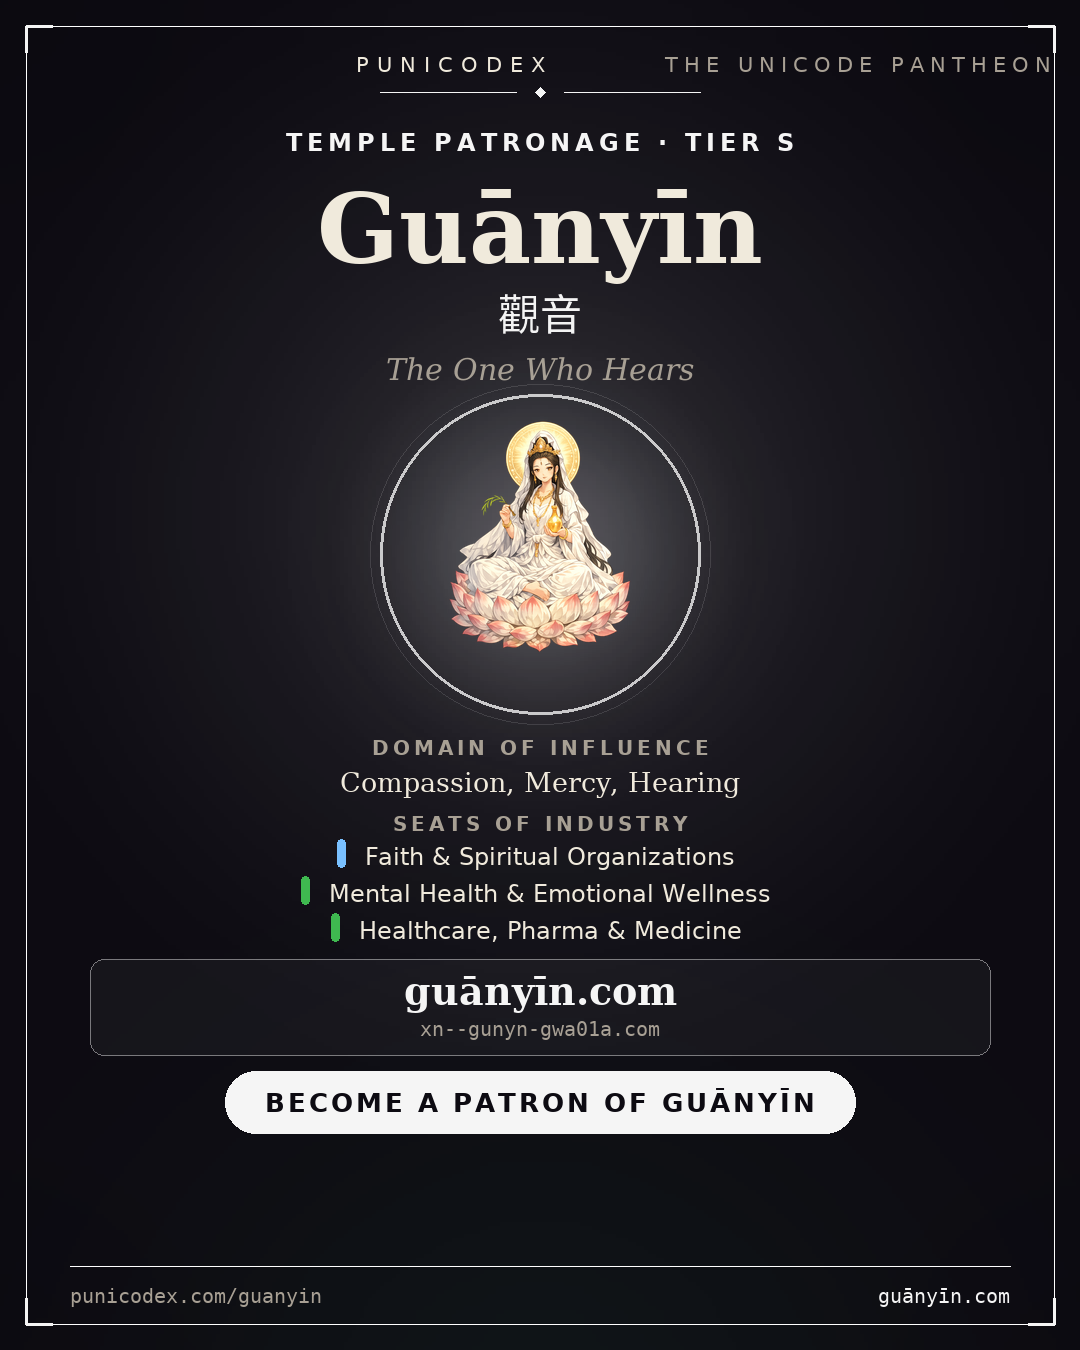 PUNICODEX THE UNICODE PANTHEON
TEMPLE PATRONAGE · TIER S
Guānyīn
觀音
The One Who Hears
DOMAIN OF INFLUENCE
Compassion, Mercy, Hearing
SEATS OF INDUSTRY
Faith & Spiritual Organizations
Mental Health & Emotional Wellness
Healthcare, Pharma & Medicine
guānyīn.com
xn--gunyn-gwa01a.com
BECOME A PATRON OF GUĀNYĪN
punicodex.com/guanyin guānyīn.com